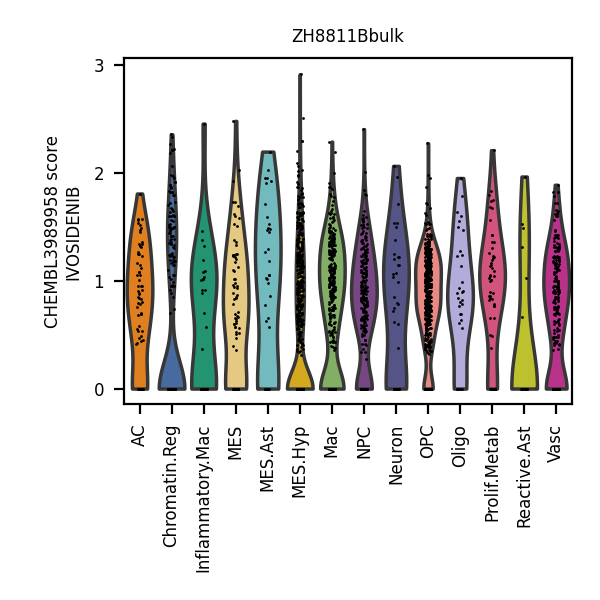 ZH8811Bbulk
CHEMBL3989958 score
IVOSIDENIB
3
2
1
0
AC
Chromatin.Reg
Inflammatory.Mac
MES
MES.Ast
MES.Hyp
Mac
NPC
Neuron
OPC
Oligo
Prolif.Metab
Reactive.Ast
Vasc